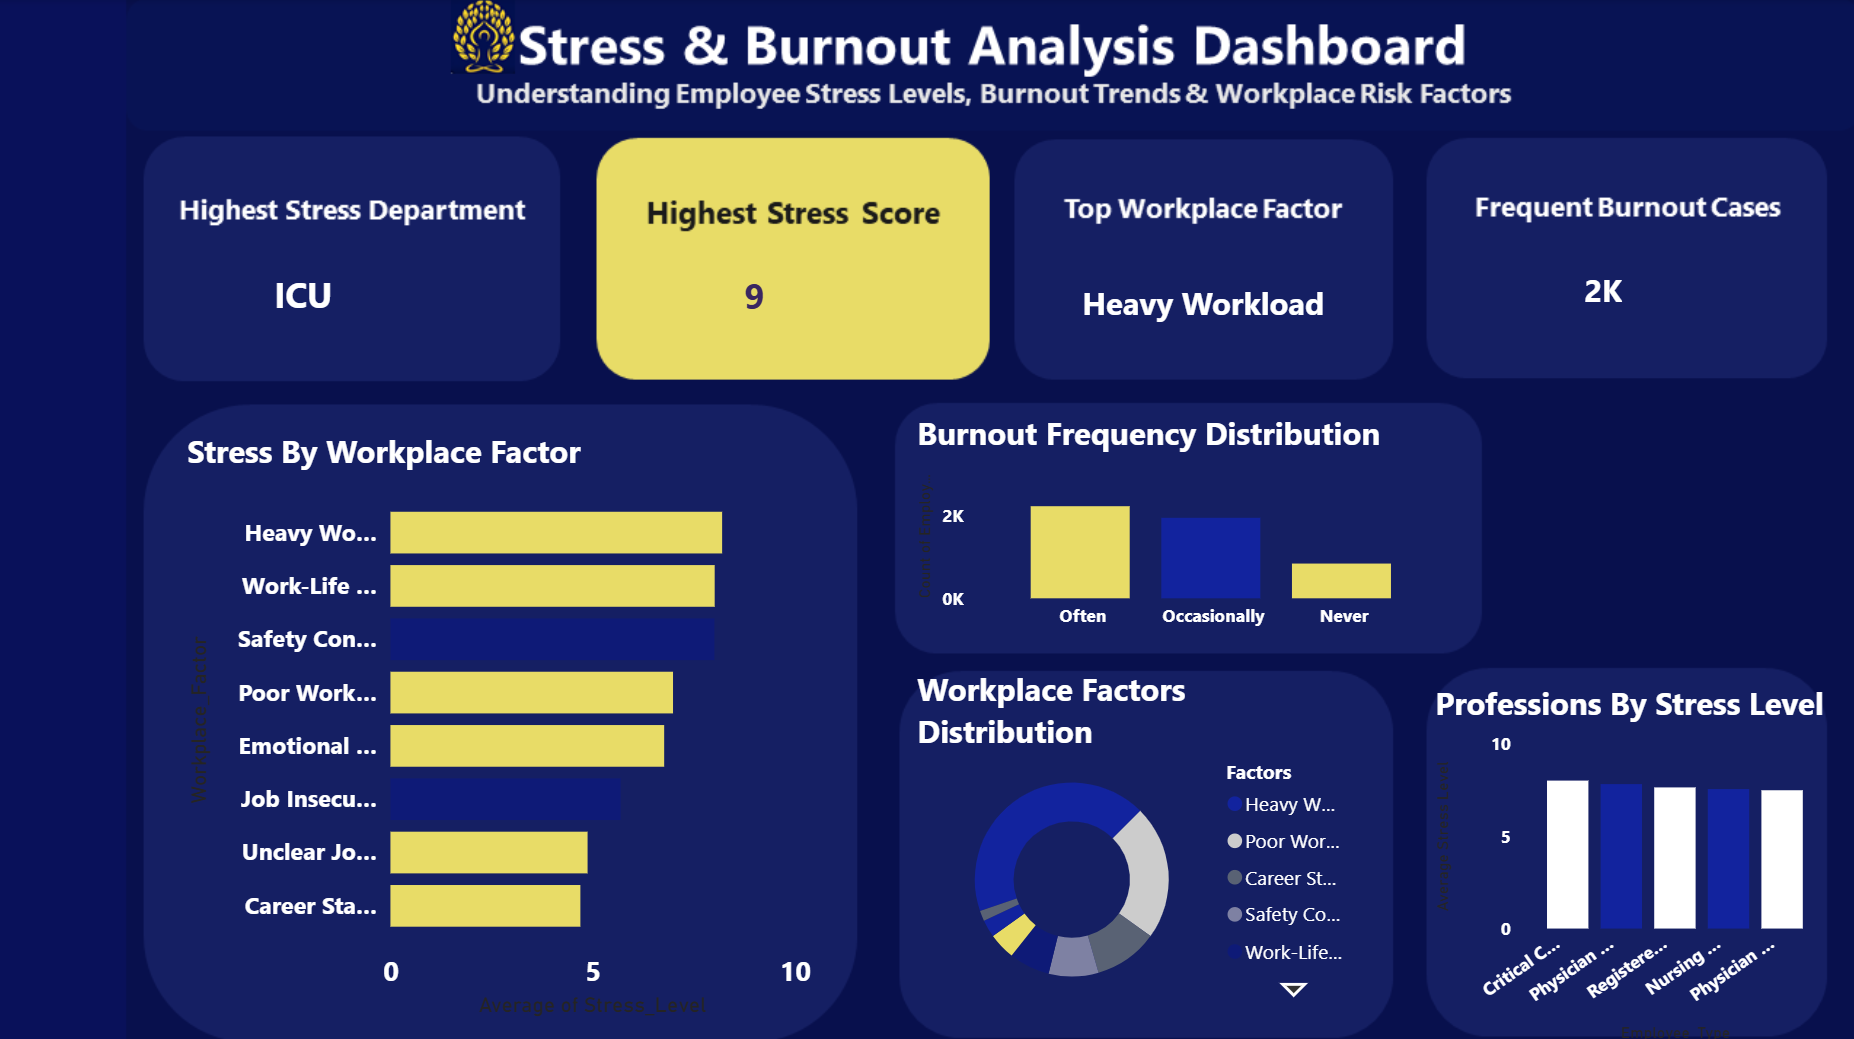 Stress & Burnout Analysis Dashboard
Understanding Employee Stress Levels, Burnout Trends & Workplace Risk Factors
Highest Stress Department
ICU
Highest Stress Score
9
Top Workplace Factor
Heavy Workload
Frequent Burnout Cases
2K
Stress By Workplace Factor
Workplace_Factor
Heavy Wo...
Work-Life ...
Safety Con...
Poor Work...
Emotional ...
Job Insecu...
Unclear Jo...
Career Sta...
0 5 10
Average of Stress_Level
Burnout Frequency Distribution
2K
0K
Often Occasionally Never
Workplace Factors
Distribution
Factors
Heavy W...
Poor Wor...
Career St...
Safety Co...
Work-Life...
Professions By Stress Level
10
5
0
Critical C...
Physician ...
Registere...
Nursing ...
Physician ...